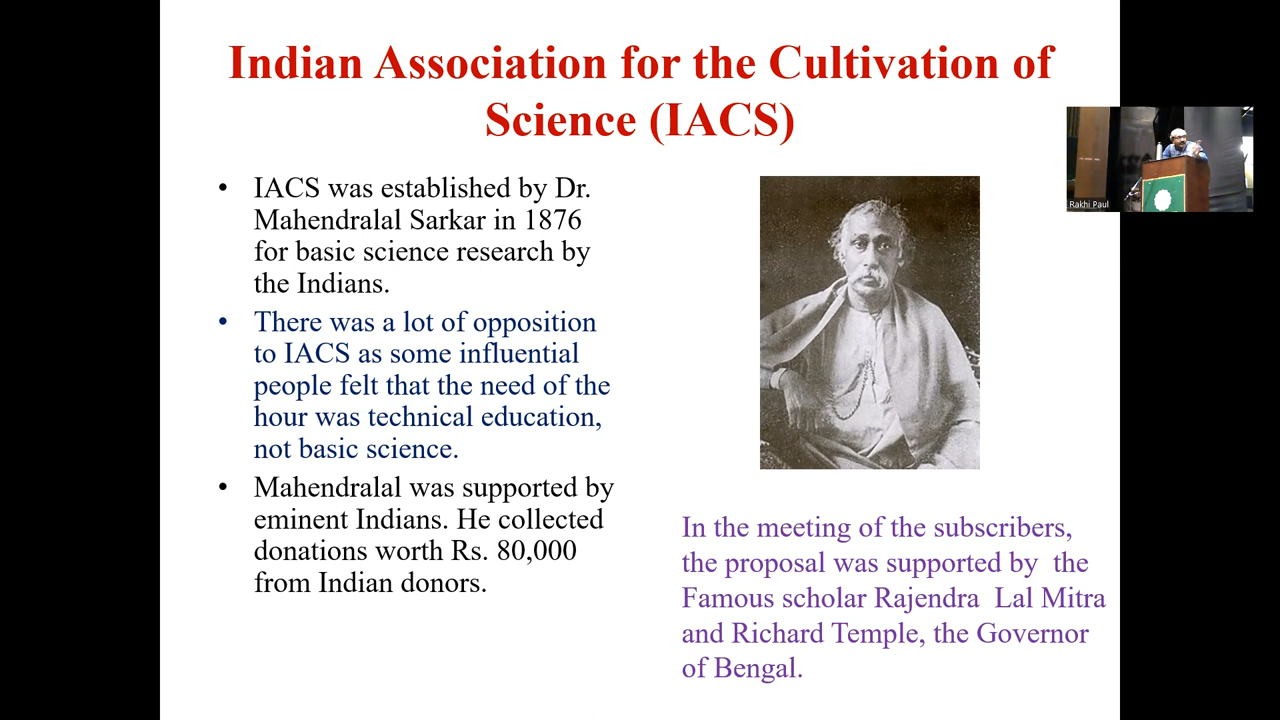 Indian Association for the Cultivation of
Science (IACS)
• IACS was established by Dr.
Mahendralal Sarkar in 1876
for basic science research by
the Indians.
• There was a lot of opposition
to IACS as some influential
people felt that the need of the
hour was technical education,
not basic science.
• Mahendralal was supported by
eminent Indians. He collected
donations worth Rs. 80,000
from Indian donors.
In the meeting of the subscribers,
the proposal was supported by the
Famous scholar Rajendra Lal Mitra
and Richard Temple, the Governor
of Bengal.
Rakhi Paul